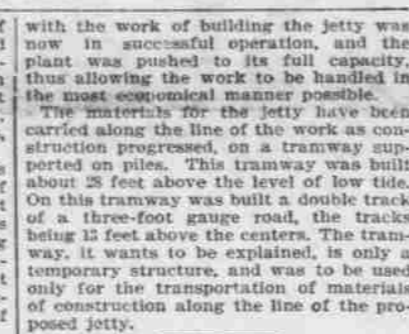 with the work of building the jetty was
now in successful operation, and the
plant was pushed to its full capacity,
thus allowing the work to be handled in
the most economical manner possible.
The materials for the jetty have been
carried along the line of the work as con-
struction progressed, on a tramway sup-
ported on piles. This tramway was built
about 28 feet above the level of low tide.
On this tramway was built a double track
of a three-foot gauge road, the tracks
being 13 feet above the centers. The tram-
way, it wants to be explained, is only a
temporary structure, and was to be used
only for the transportation of materials
of construction along the line of the pro-
posed jetty.